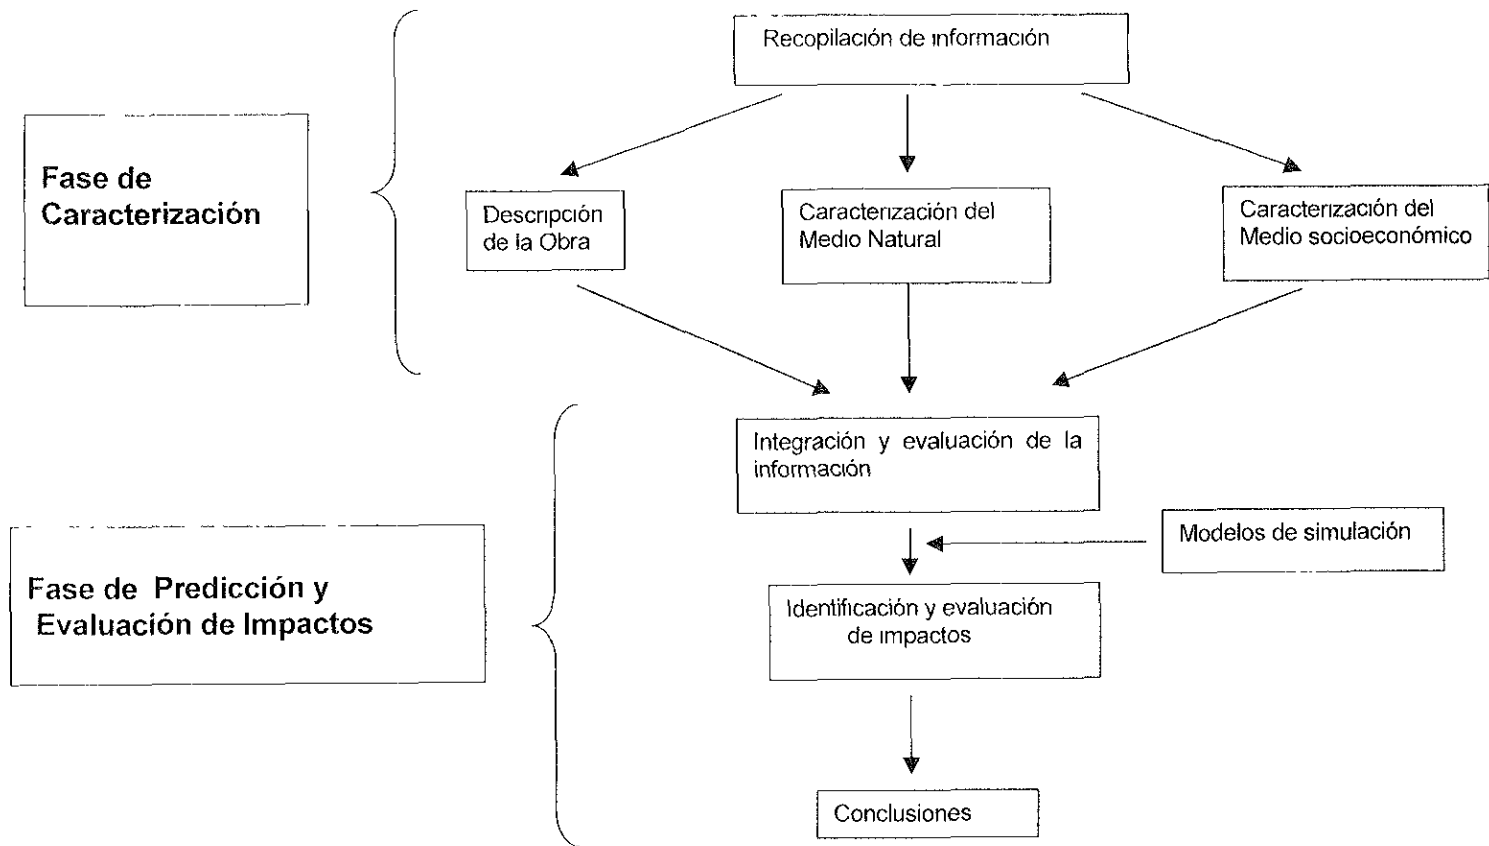 Recopilación de información
Fase de
Caracterización
Descripción
de la Obra
Caracterización del
Medio Natural
Caracterización del
Medio socioeconómico
Integración y evaluación de la
información
Modelos de simulación
Fase de Predicción y
Evaluación de Impactos
Identificación y evaluación
de impactos
Conclusiones